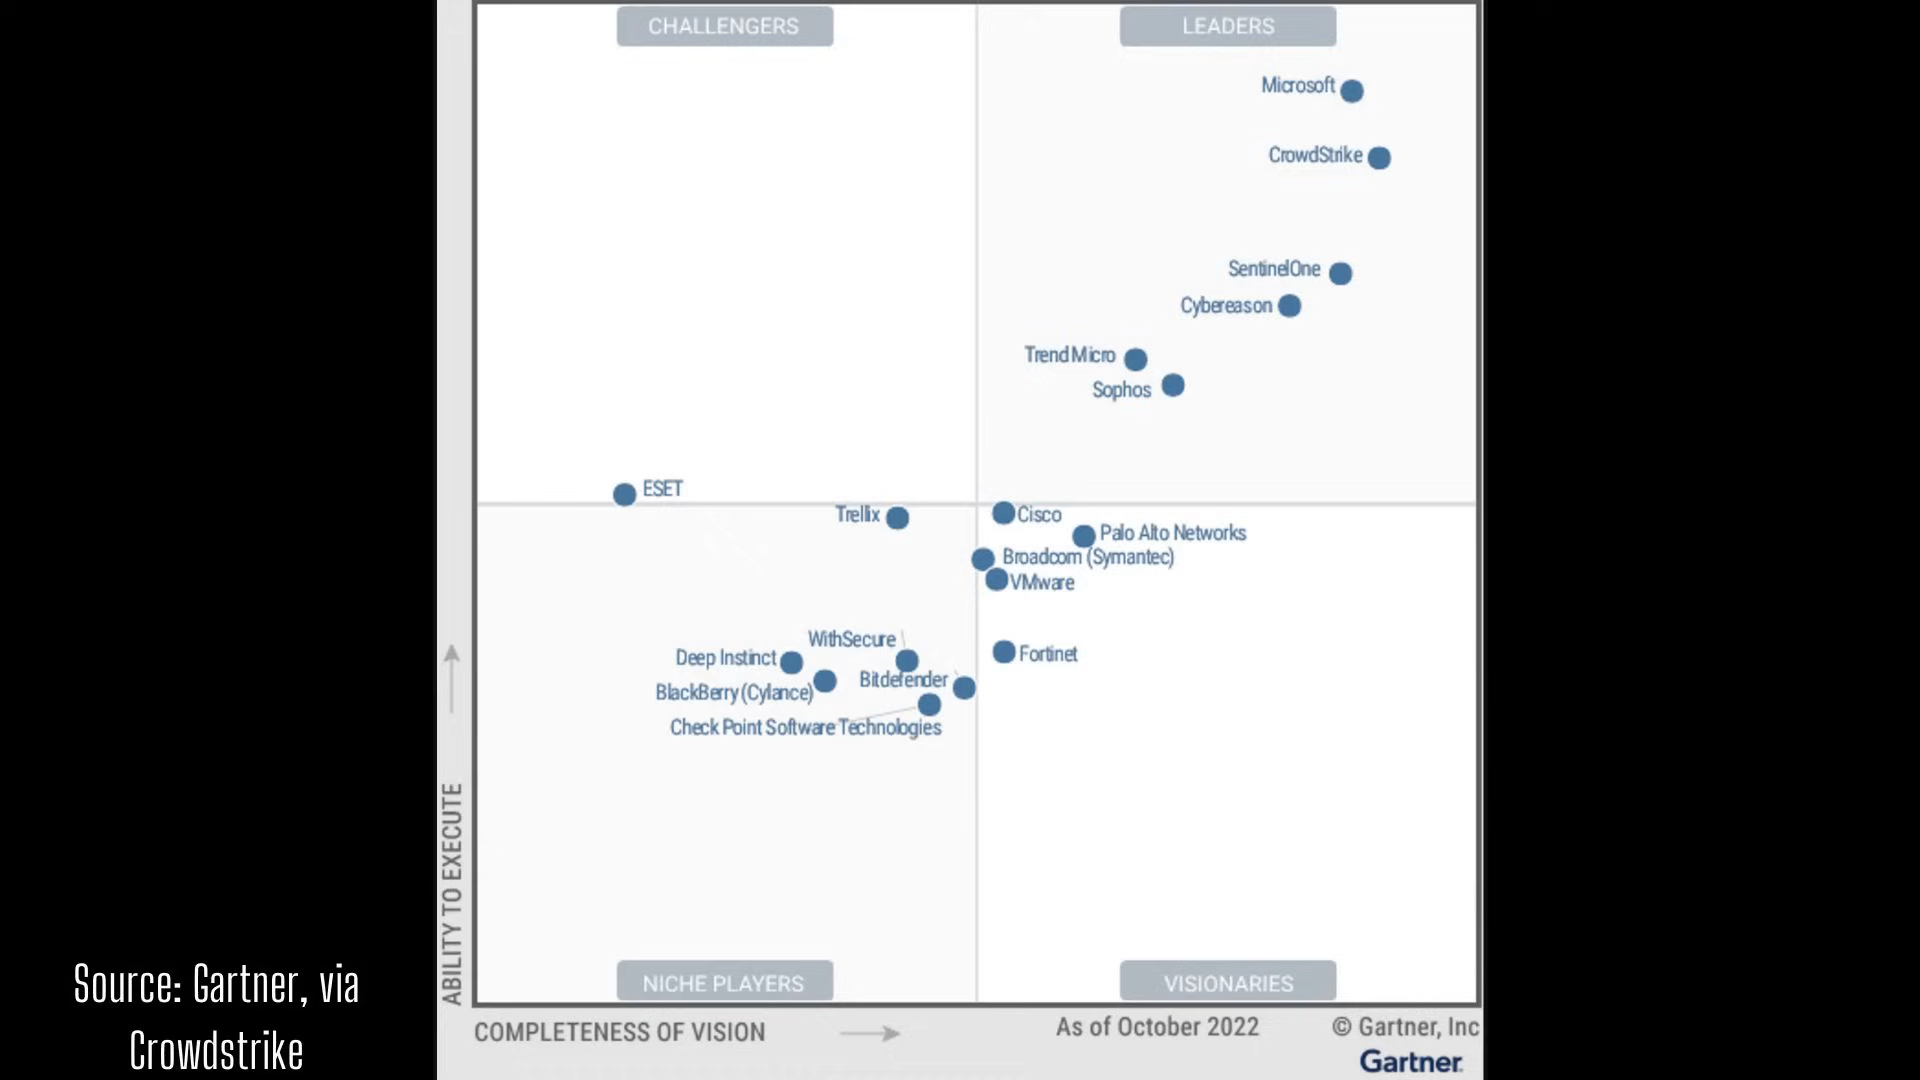 CHALLENGERS
LEADERS
Microsoft
CrowdStrike
SentinelOne
Cybereason
Trend Micro
Sophos
ESET
Trellix
Cisco
Palo Alto Networks
Broadcom (Symantec)
VMware
WithSecure
Deep Instinct
Fortinet
Bitdefender
BlackBerry (Cylance)
Check Point Software Technologies
ABILITY TO EXECUTE
NICHE PLAYERS
VISIONARIES
COMPLETENESS OF VISION
As of October 2022
© Gartner, Inc
Gartner
Source: Gartner, via
Crowdstrike